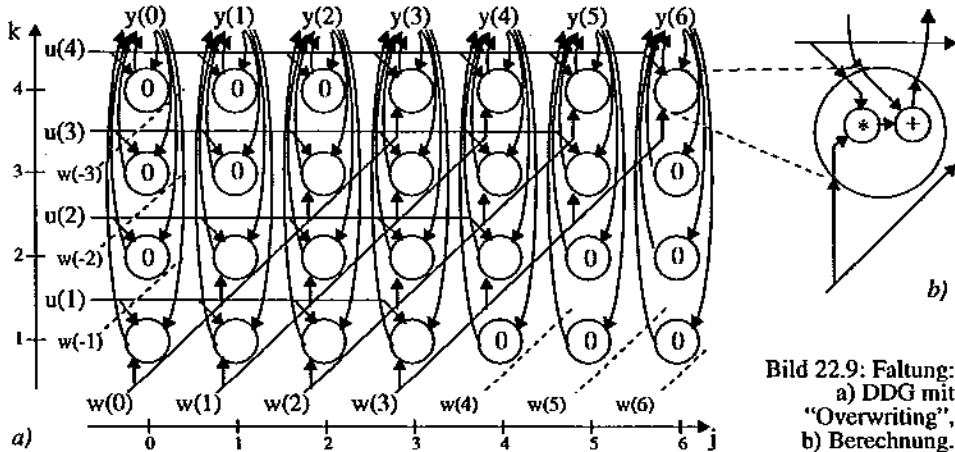 k
y(0) y(1) y(2) y(3) y(4) y(5) y(6)
u(4)
4 0 0 0
u(3)
3 0 0 0
w(-3)
u(2)
2 w(-2) 0 0 0
u(1)
1 w(-1) 0 0 0
w(0) w(1) w(2) w(3) w(4) w(5) w(6)
a) 0 1 2 3 4 5 6 j
* +
b)
Bild 22.9: Faltung:
a) DDG mit
"Overwriting",
b) Berechnung.